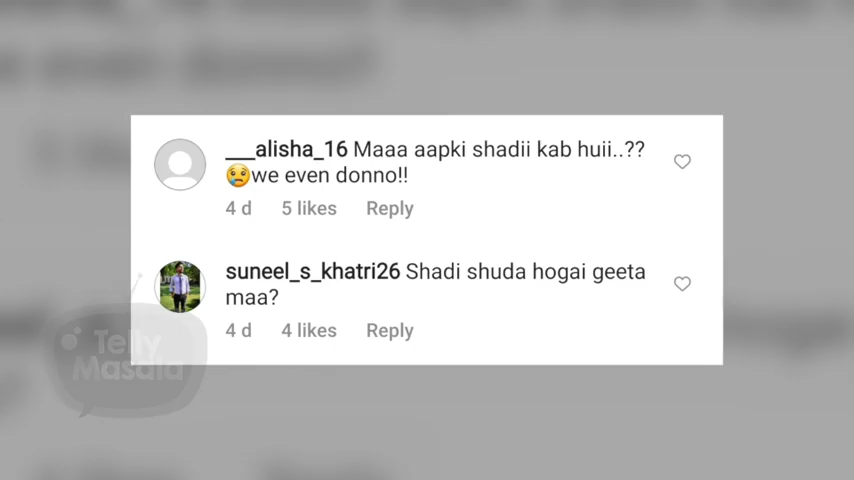 ___alisha_16 Maaa aapki shadii kab huii..??
😢we even donno!!
4 d 5 likes Reply
suneel_s_khatri26 Shadi shuda hogai geeta
maa?
4 d 4 likes Reply
Telly
Masala